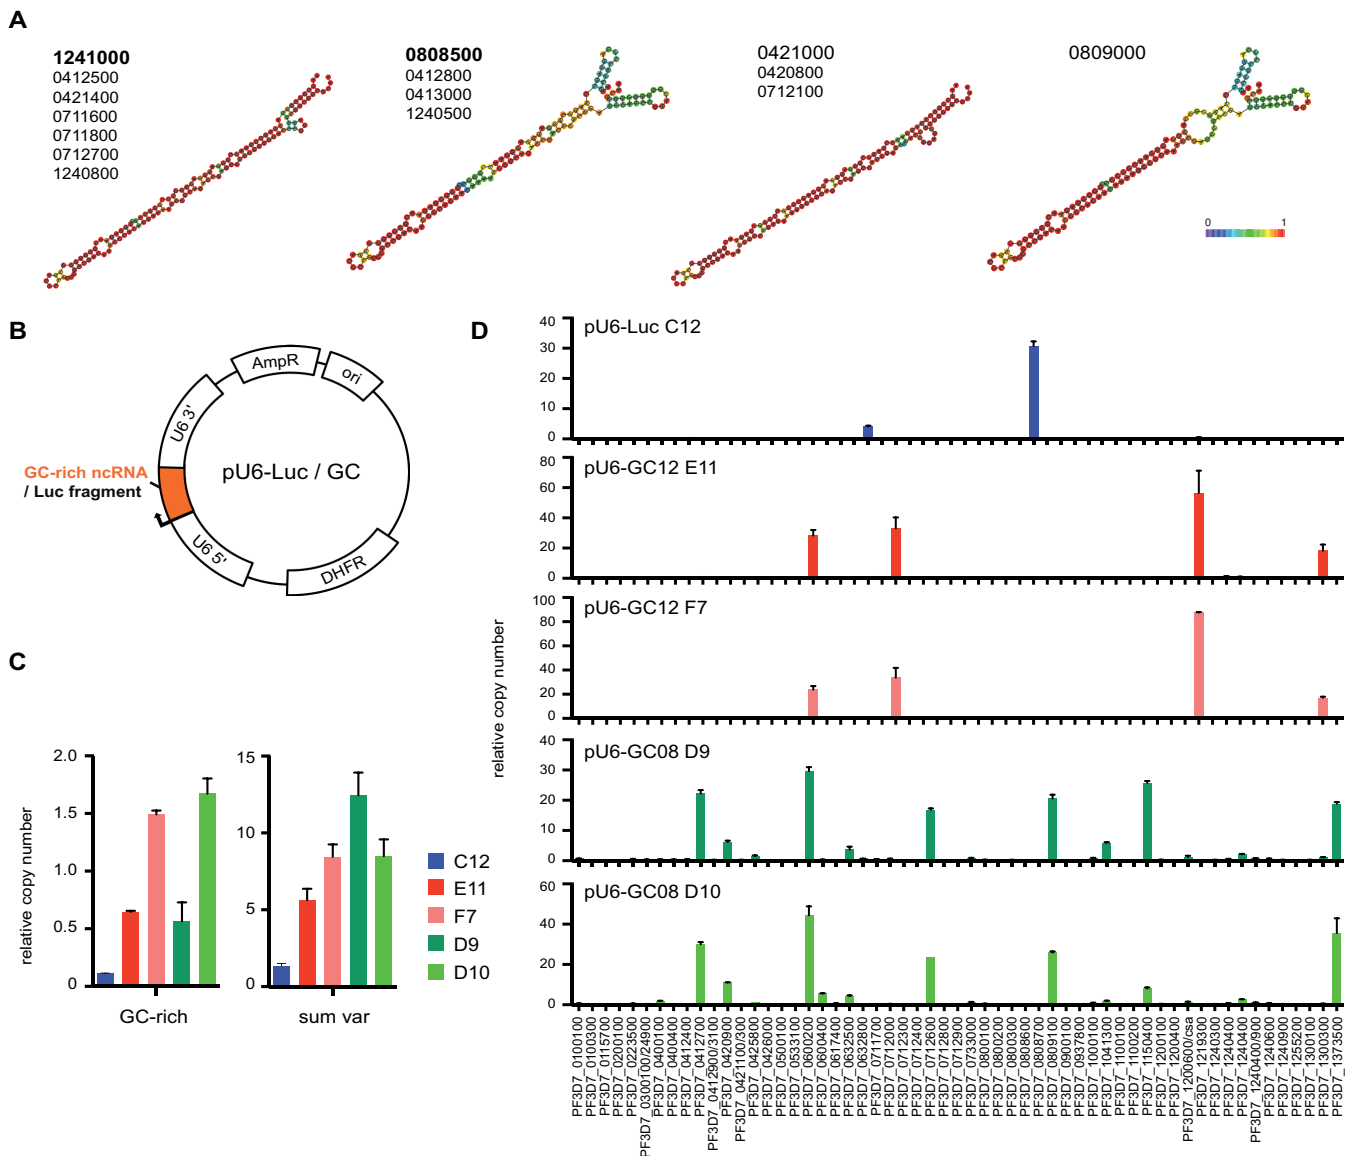 A
1241000
0412500
0421400
0711600
0711800
0712700
1240800
0808500
0412800
0413000
1240500
0421000
0420800
0712100
0809000
0 1
B
AmpR
ori
U6 3'
GC-rich ncRNA
/ Luc fragment
pU6-Luc / GC
U6 5'
DHFR
C
relative copy number
2.0
1.5
1.0
0.5
0
GC-rich
15
10
5
0
sum var
C12
E11
F7
D9
D10
D
relative copy number
pU6-Luc C12
40
30
20
10
0
pU6-GC12 E11
80
60
40
20
0
pU6-GC12 F7
100
80
60
40
20
0
pU6-GC08 D9
40
30
20
10
0
pU6-GC08 D10
60
40
20
0
PF3D7_0100100
PF3D7_0100300
PF3D7_0115700
PF3D7_0200100
PF3D7_0223500
PF3D7_0300100/24900
PF3D7_0400100
PF3D7_0400400
PF3D7_0412400
PF3D7_0412700
PF3D7_0412900/3100
PF3D7_0420900
PF3D7_0421100/300
PF3D7_0425800
PF3D7_0426000
PF3D7_0500100
PF3D7_0533100
PF3D7_0600200
PF3D7_0600400
PF3D7_0617400
PF3D7_0632500
PF3D7_0632800
PF3D7_0711700
PF3D7_0712000
PF3D7_0712300
PF3D7_0712400
PF3D7_0712600
PF3D7_0712800
PF3D7_0712900
PF3D7_0733000
PF3D7_0800100
PF3D7_0800200
PF3D7_0800300
PF3D7_0808600
PF3D7_0808700
PF3D7_0809100
PF3D7_0900100
PF3D7_0937800
PF3D7_1000100
PF3D7_1041300
PF3D7_1100100
PF3D7_1100200
PF3D7_1150400
PF3D7_1200100
PF3D7_1200400
PF3D7_1200600/csa
PF3D7_1219300
PF3D7_1240300
PF3D7_1240400
PF3D7_1240400/900
PF3D7_1240600
PF3D7_1240900
PF3D7_1255200
PF3D7_1300100
PF3D7_1300300
PF3D7_1373500